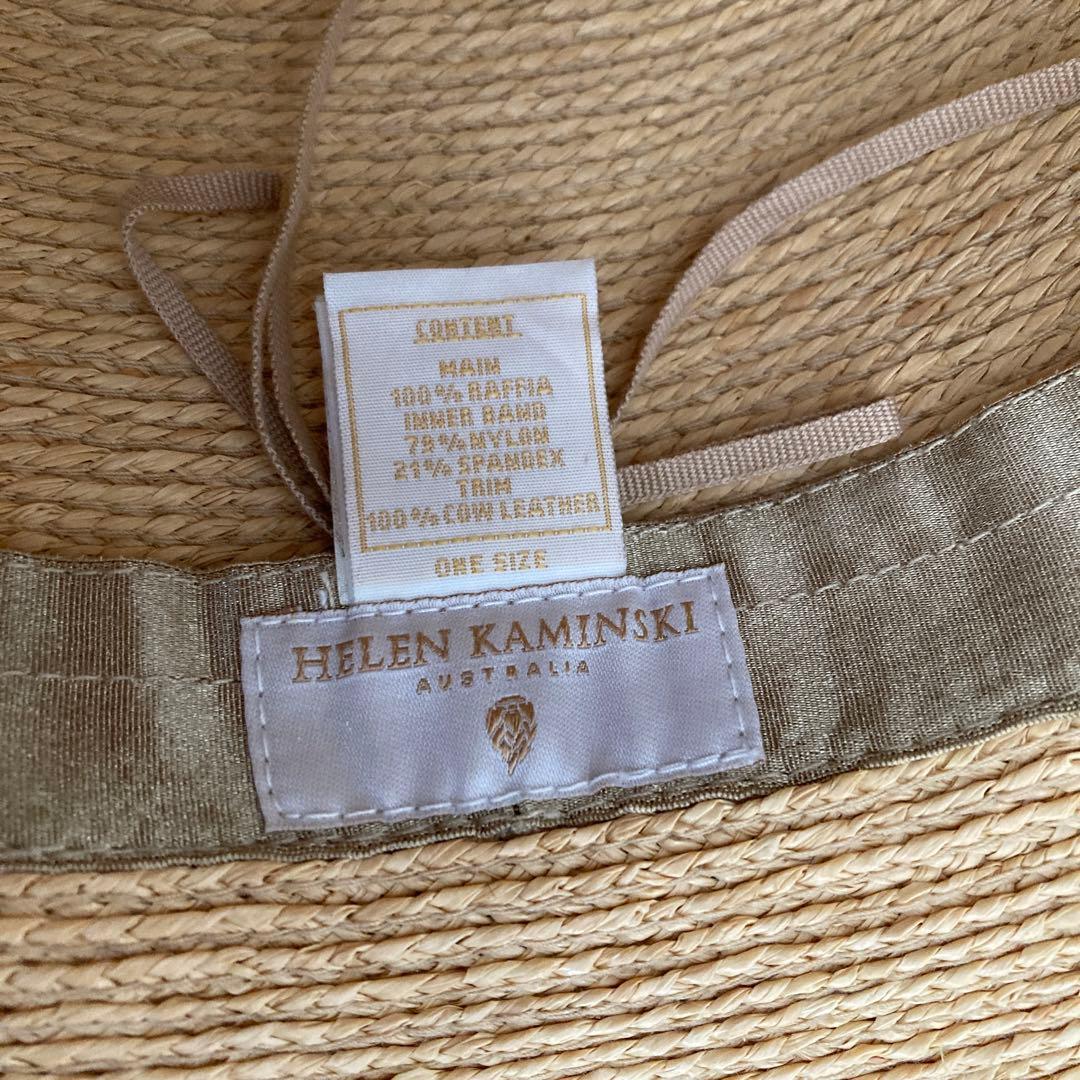 CONTENT
MAIN
100% RAFFIA
INNER BAND
79% NYLON
21% SPANDEX
TRIM
100% COW LEATHER
ONE SIZE
HELEN KAMINSKI
AUSTRALIA